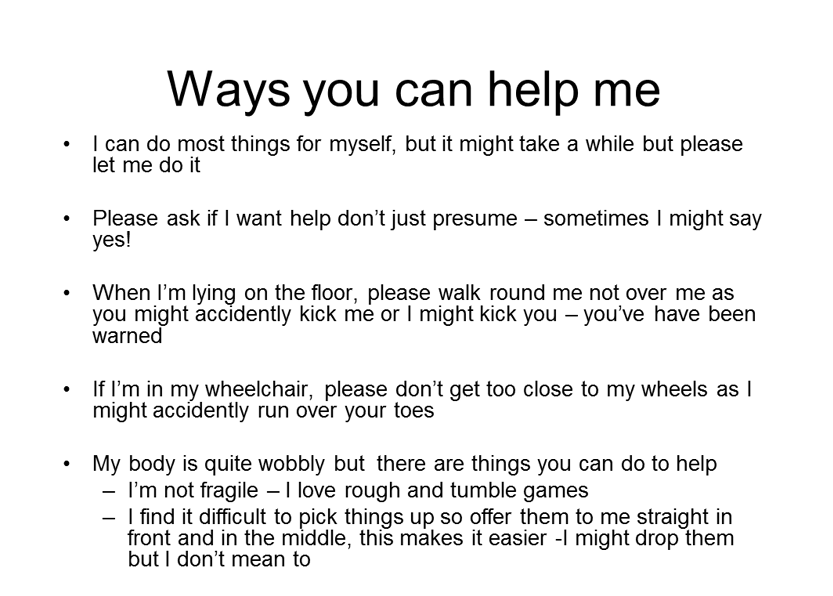 Ways you can help me
• I can do most things for myself, but it might take a while but please
let me do it
• Please ask if I want help don’t just presume – sometimes I might say
yes!
• When I’m lying on the floor, please walk round me not over me as
you might accidently kick me or I might kick you – you’ve have been
warned
• If I’m in my wheelchair, please don’t get too close to my wheels as I
might accidently run over your toes
• My body is quite wobbly but there are things you can do to help
– I’m not fragile – I love rough and tumble games
– I find it difficult to pick things up so offer them to me straight in
front and in the middle, this makes it easier -I might drop them
but I don’t mean to